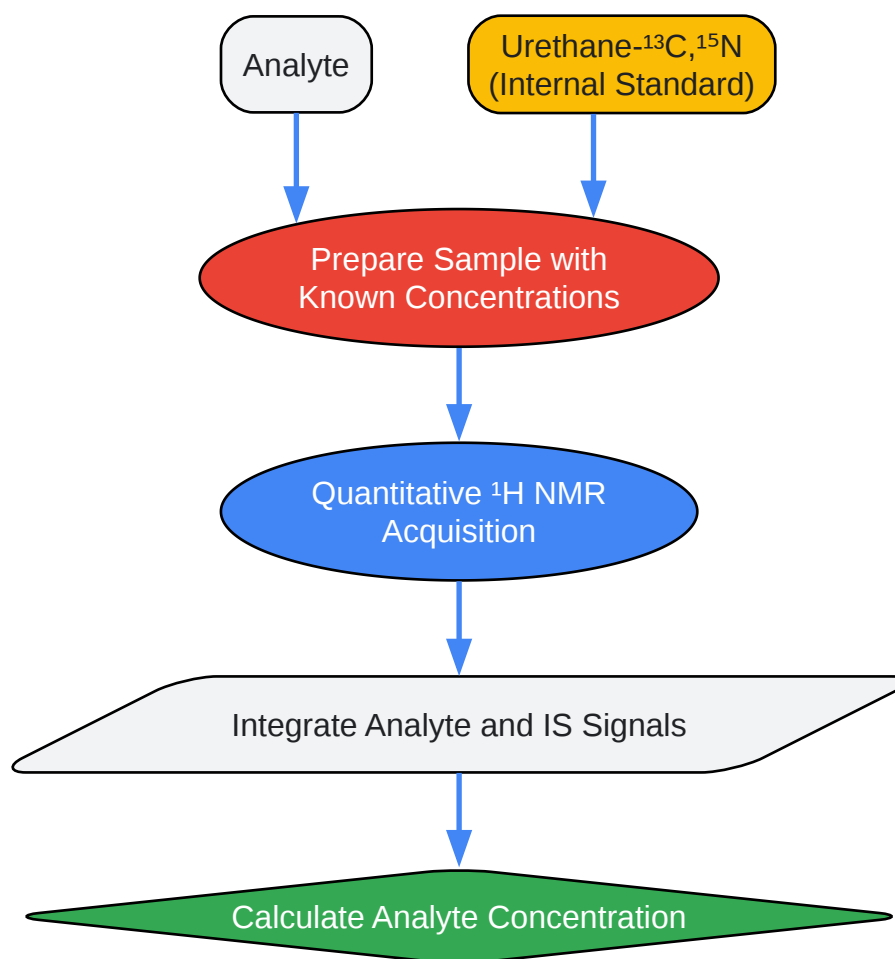 Analyte
Urethane-¹³C,¹⁵N
(Internal Standard)
Prepare Sample with
Known Concentrations
Quantitative ¹H NMR
Acquisition
Integrate Analyte and IS Signals
Calculate Analyte Concentration